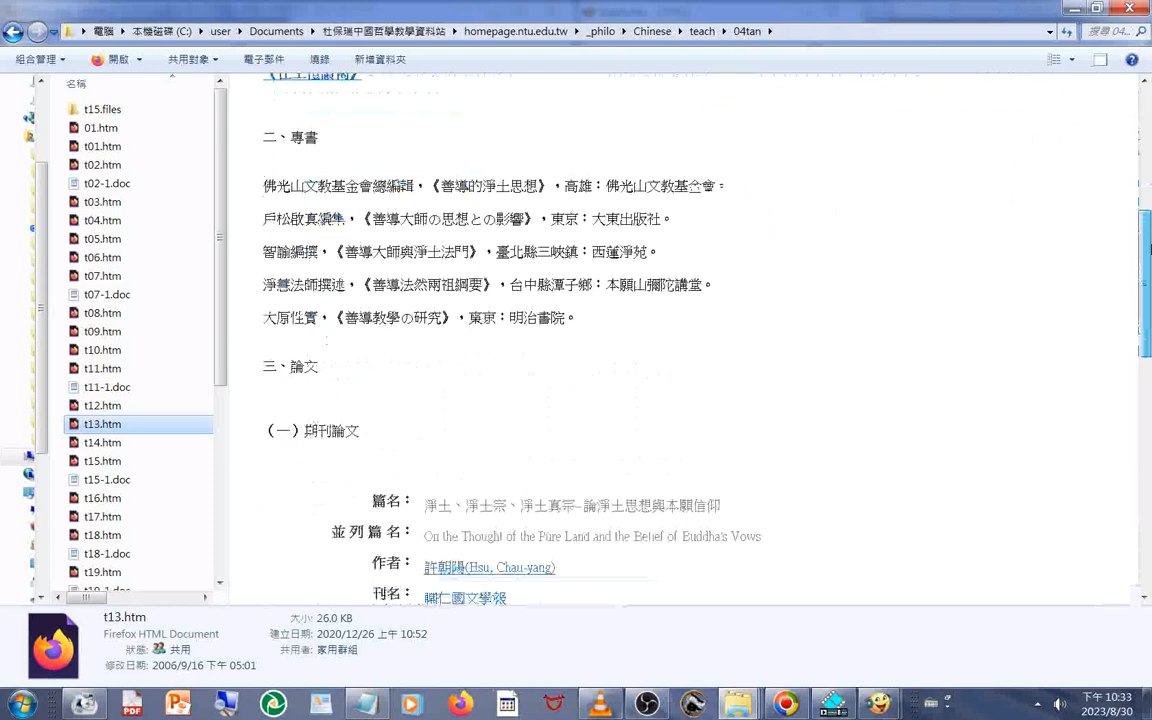 電腦 ▸ 本機磁碟 (C:) ▸ user ▸ Documents ▸ 杜保瑞中國哲學教學資料站 ▸ homepage.ntu.edu.tw ▸ _philo ▸ Chinese ▸ teach ▸ 04tan ▸
搜尋 04...
組合管理 開啟 共用對象 電子郵件 燒錄 新增資料夾
名稱
t15.files
01.htm
t01.htm
t02.htm
t02-1.doc
t03.htm
t04.htm
t05.htm
t06.htm
t07.htm
t07-1.doc
t08.htm
t09.htm
t10.htm
t11.htm
t11-1.doc
t12.htm
t13.htm
t14.htm
t15.htm
t15-1.doc
t16.htm
t17.htm
t18.htm
t18-1.doc
t19.htm
二、專書
佛光山文教基金會總編輯，《善導的淨土思想》，高雄：佛光山文教基金會。
戶松啟真編集，《善導大師の思想との影響》，東京：大東出版社。
智諭編撰，《善導大師與淨土法門》，臺北縣三峽鎮：西蓮淨苑。
淨慧法師撰述，《善導法然兩祖綱要》，台中縣潭子鄉：本願山彌陀講堂。
大原性實，《善導教學の研究》，東京：明治書院。
三、論文
（一）期刊論文
篇名： 淨土、淨土宗、淨土真宗–論淨土思想與本願信仰
並列篇名： On the Thought of the Pure Land and the Belief of Buddha's Vows
作者： 許朝陽(Hsu, Chau-yang)
刊名： 輔仁國文學報
t13.htm
Firefox HTML Document
狀態: 共用
修改日期: 2006/9/16 下午 05:01
大小: 26.0 KB
建立日期: 2020/12/26 上午 10:52
共用者: 家用群組
下午 10:33
2023/8/30